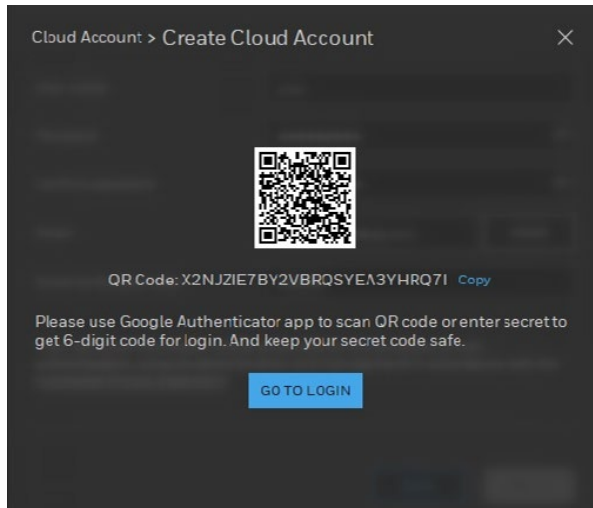 Cloud Account > Create Cloud Account
QR Code: X2NJZIE7BY2VBRQSYEA3YHRQ7I Copy
Please use Google Authenticator app to scan QR code or enter secret to
get 6-digit code for login. And keep your secret code safe.
GO TO LOGIN